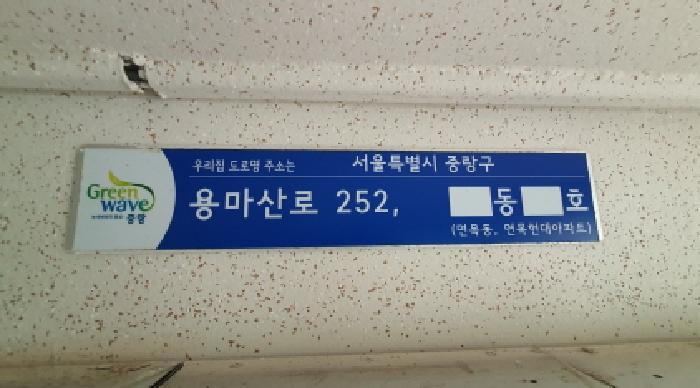 Green
wave
중랑
우리집 도로명 주소는 서울특별시 중랑구
용마산로 252, 동 호
(면목동, 면목현대아파트)